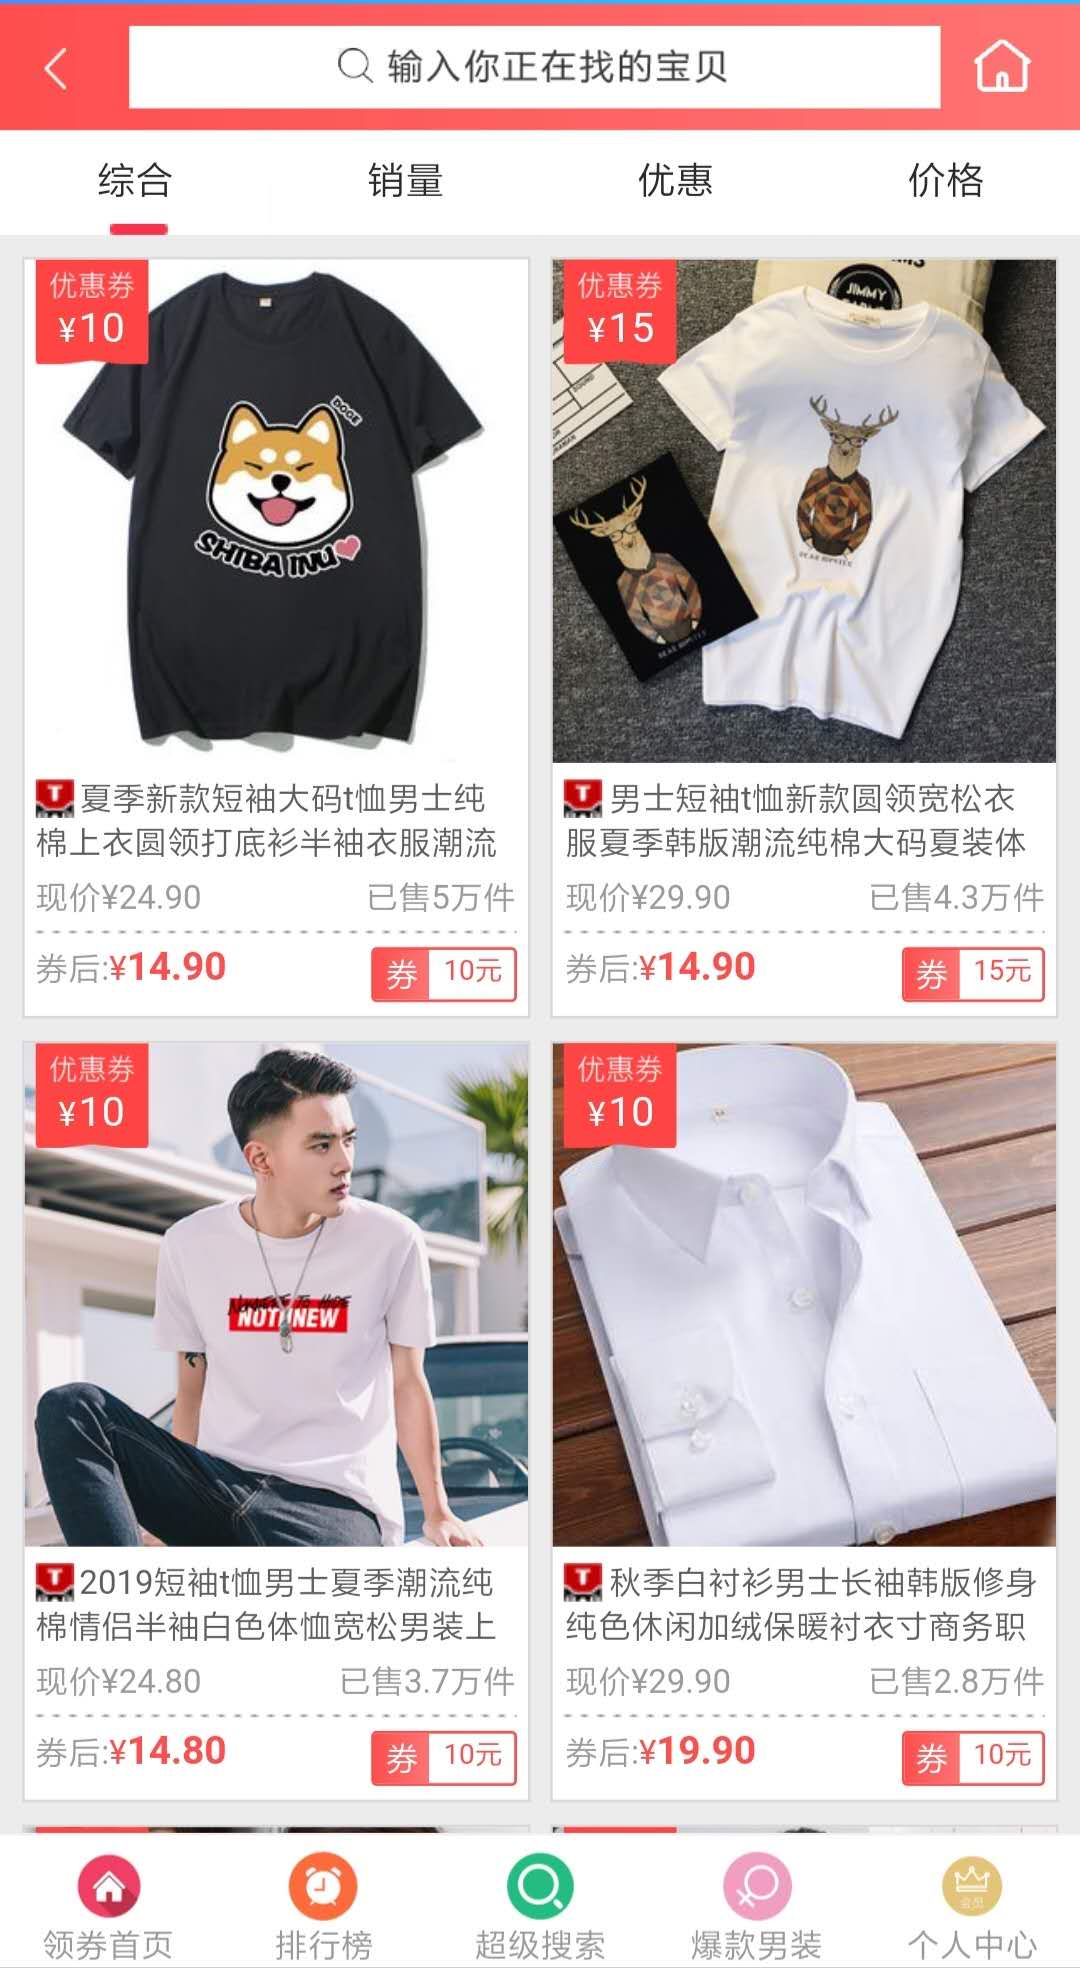 输入你正在找的宝贝
综合 销量 优惠 价格
优惠券
¥10
DOGE
SHIBA INU
优惠券
¥15
JIMMY
SOUND
DEAR HIPSTER
DEAR HIPSTER
T 夏季新款短袖大码t恤男士纯
棉上衣圆领打底衫半袖衣服潮流
现价¥24.90 已售5万件
券后:¥14.90 券 10元
T 男士短袖t恤新款圆领宽松衣
服夏季韩版潮流纯棉大码夏装体
现价¥29.90 已售4.3万件
券后:¥14.90 券 15元
优惠券
¥10
NOTHNEW
优惠券
¥10
T 2019短袖t恤男士夏季潮流纯
棉情侣半袖白色体恤宽松男装上
现价¥24.80 已售3.7万件
券后:¥14.80 券 10元
T 秋季白衬衫男士长袖韩版修身
纯色休闲加绒保暖衬衣寸商务职
现价¥29.90 已售2.8万件
券后:¥19.90 券 10元
会员
领券首页 排行榜 超级搜索 爆款男装 个人中心